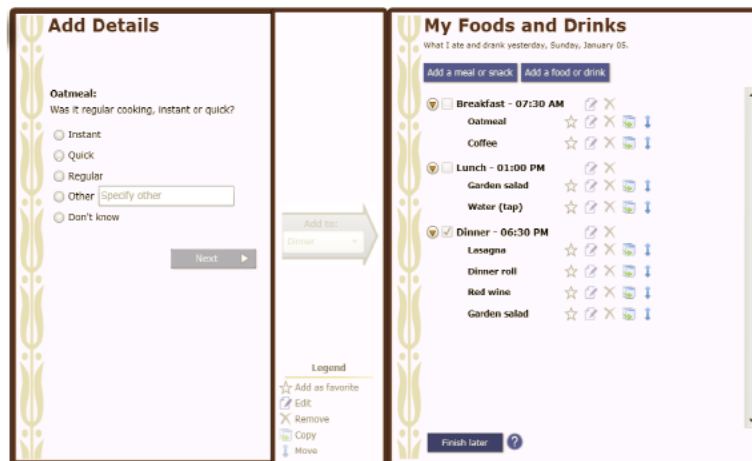 Add Details
Oatmeal:
Was it regular cooking, instant or quick?
Instant
Quick
Regular
Other Specify other
Don't know
Next
Add to:
Dinner
Legend
Add as favorite
Edit
Remove
Copy
Move
My Foods and Drinks
What I ate and drank yesterday, Sunday, January 05.
Add a meal or snack Add a food or drink
Breakfast - 07:30 AM
Oatmeal
Coffee
Lunch - 01:00 PM
Garden salad
Water (tap)
Dinner - 06:30 PM
Lasagna
Dinner roll
Red wine
Garden salad
Finish later ?